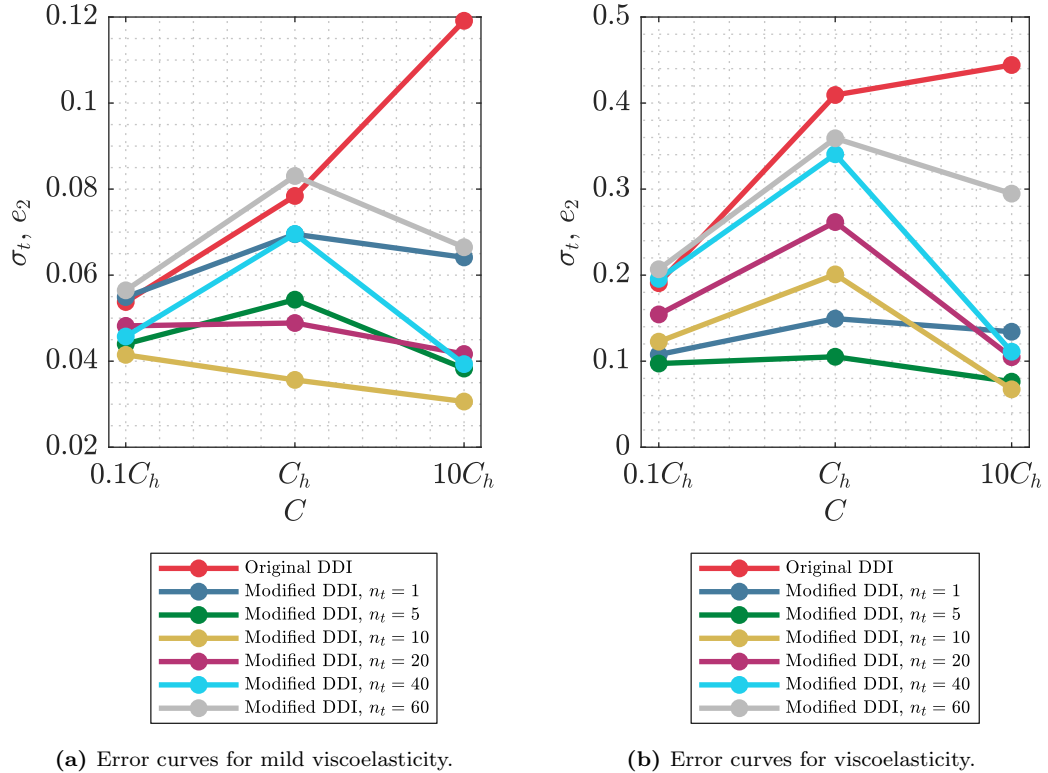 0.12
0.1
0.08
0.06
0.04
0.02
σ_t, e_2
0.1C_h
C_h
10C_h
C
Original DDI
Modified DDI, n_t = 1
Modified DDI, n_t = 5
Modified DDI, n_t = 10
Modified DDI, n_t = 20
Modified DDI, n_t = 40
Modified DDI, n_t = 60
(a) Error curves for mild viscoelasticity.
0.5
0.4
0.3
0.2
0.1
0
σ_t, e_2
0.1C_h
C_h
10C_h
C
Original DDI
Modified DDI, n_t = 1
Modified DDI, n_t = 5
Modified DDI, n_t = 10
Modified DDI, n_t = 20
Modified DDI, n_t = 40
Modified DDI, n_t = 60
(b) Error curves for viscoelasticity.